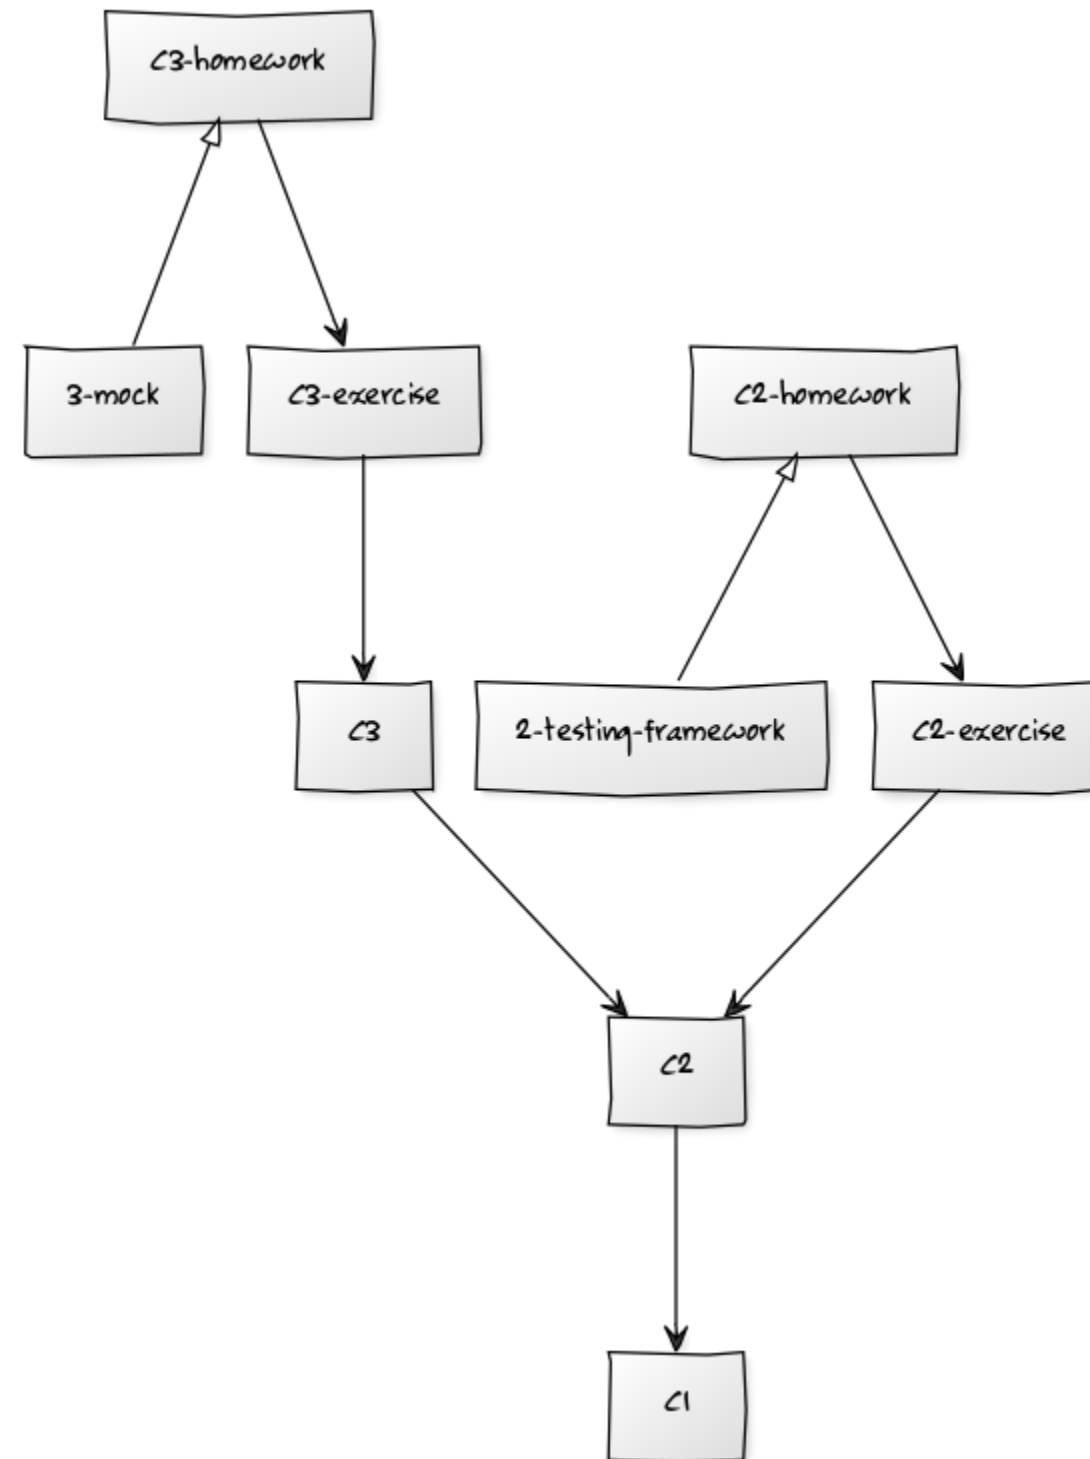 C3-homework
3-mock
C3-exercise
C2-homework
C3
2-testing-framework
C2-exercise
C2
C1